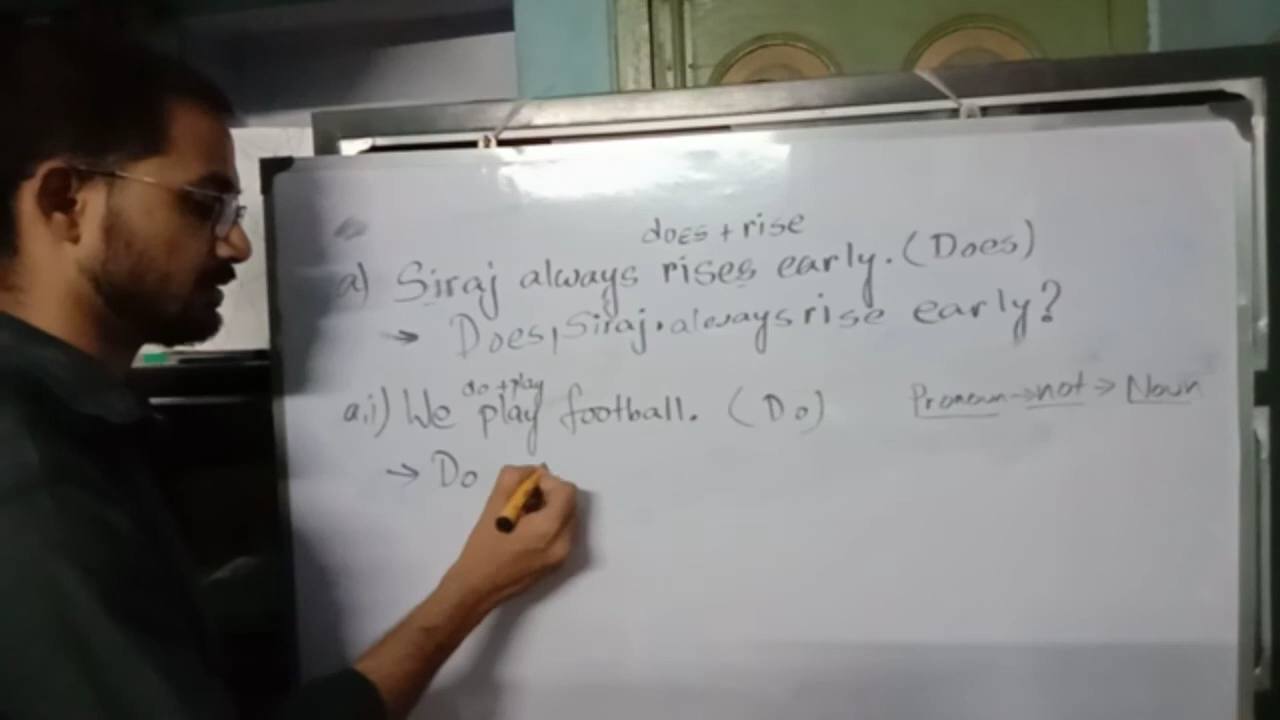 does + rise
a) Siraj always rises early. (Does)
→ Does, Siraj, always rise early?
do + play
a.i) We play football. (Do)
Pronoun → not → Noun
→ Do